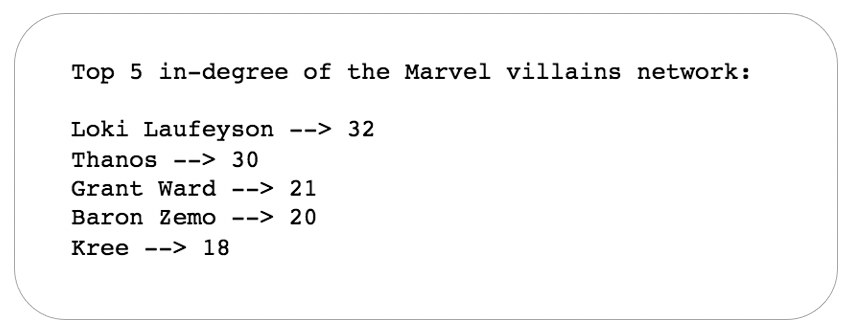 Top 5 in-degree of the Marvel villains network:
Loki Laufeyson --> 32
Thanos --> 30
Grant Ward --> 21
Baron Zemo --> 20
Kree --> 18